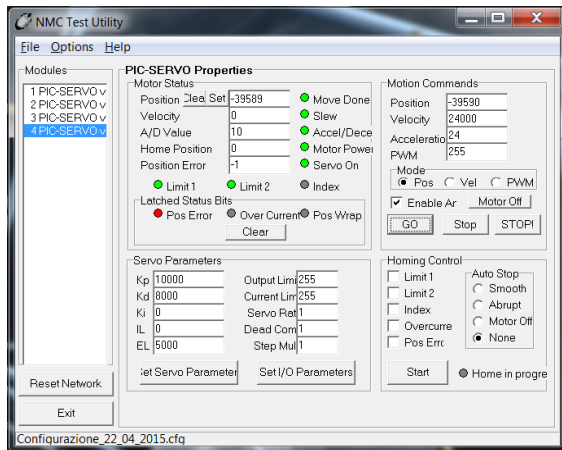 NMC Test Utility
File Options Help
Modules
1 PIC-SERVO v
2 PIC-SERVO v
3 PIC-SERVO v
4 PIC-SERVO v
Reset Network
Exit
PIC-SERVO Properties
Motor Status
Position Clea Set -39589
Velocity 0
A/D Value 10
Home Position 0
Position Error -1
Move Done
Slew
Accel/Dece
Motor Power
Servo On
Limit 1 Limit 2 Index
Latched Status Bits
Pos Error Over Current Pos Wrap
Clear
Motion Commands
Position -39590
Velocity 24000
Acceleratio 24
PWM 255
Mode
Pos Vel PWM
Enable Ar Motor Off
GO Stop STOP!
Servo Parameters
Kp 10000
Kd 8000
Ki 0
IL 0
EL 5000
Output Limi 255
Current Lim 255
Servo Rat 1
Dead Com 1
Step Mul 1
Set Servo Parameter Set I/O Parameters
Homing Control
Limit 1
Limit 2
Index
Overcurre
Pos Erro
Auto Stop
Smooth
Abrupt
Motor Off
None
Start Home in progre
Configurazione_22_04_2015.cfg